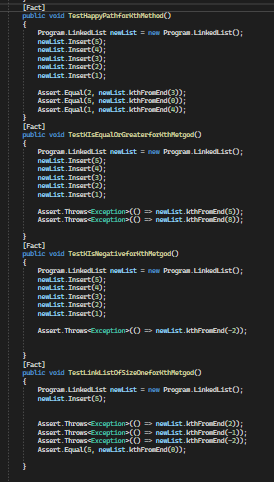 [Fact]
public void TestHappyPathforKthMethod()
{
Program.LinkedList newList = new Program.LinkedList();
newList.Insert(5);
newList.Insert(4);
newList.Insert(3);
newList.Insert(2);
newList.Insert(1);
Assert.Equal(2, newList.kthFromEnd(3));
Assert.Equal(5, newList.kthFromEnd(0));
Assert.Equal(1, newList.kthFromEnd(4));
}
[Fact]
public void TestKIsEqualOrGreaterforKthMetgod()
{
Program.LinkedList newList = new Program.LinkedList();
newList.Insert(5);
newList.Insert(4);
newList.Insert(3);
newList.Insert(2);
newList.Insert(1);
Assert.Throws<Exception>(() => newList.kthFromEnd(5));
Assert.Throws<Exception>(() => newList.kthFromEnd(8));
}
[Fact]
public void TestKIsNegativeforKthMetgod()
{
Program.LinkedList newList = new Program.LinkedList();
newList.Insert(5);
newList.Insert(4);
newList.Insert(3);
newList.Insert(2);
newList.Insert(1);
Assert.Throws<Exception>(() => newList.kthFromEnd(-2));
}
[Fact]
public void TestLinkListOfSizeOneforKthMetgod()
{
Program.LinkedList newList = new Program.LinkedList();
newList.Insert(5);
Assert.Throws<Exception>(() => newList.kthFromEnd(2));
Assert.Throws<Exception>(() => newList.kthFromEnd(-1));
Assert.Throws<Exception>(() => newList.kthFromEnd(-2));
Assert.Equal(5, newList.kthFromEnd(0));
}